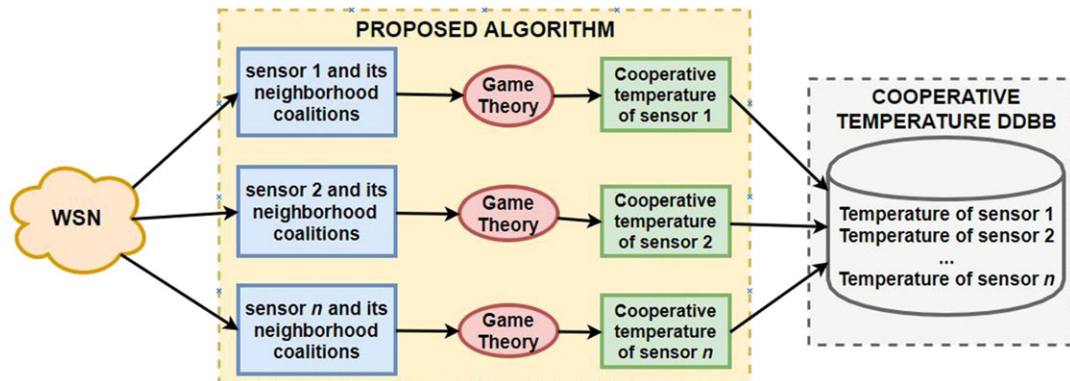 PROPOSED ALGORITHM
WSN
sensor 1 and its
neighborhood
coalitions
Game
Theory
Cooperative
temperature
of sensor 1
sensor 2 and its
neighborhood
coalitions
Game
Theory
Cooperative
temperature
of sensor 2
sensor n and its
neighborhood
coalitions
Game
Theory
Cooperative
temperature
of sensor n
COOPERATIVE
TEMPERATURE DDBB
Temperature of sensor 1
Temperature of sensor 2
...
Temperature of sensor n